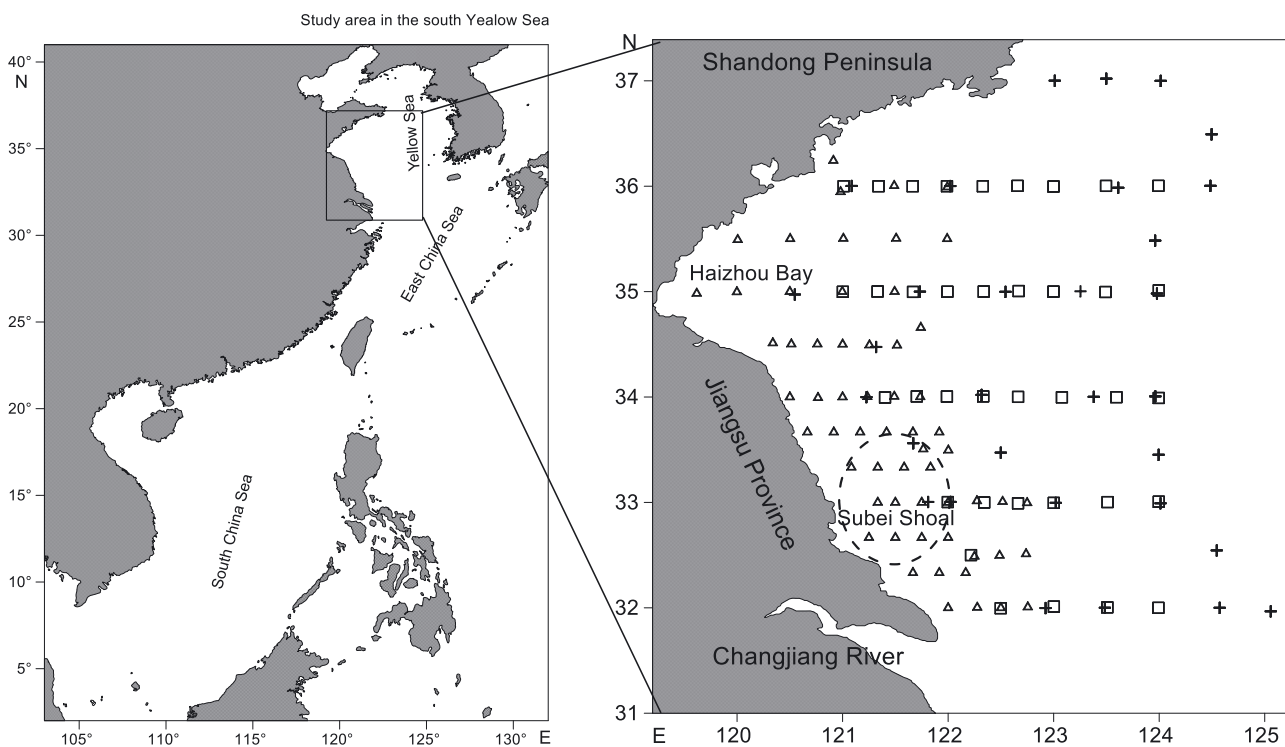 Study area in the south Yealow Sea
40°
N
35°
30°
25°
20°
15°
10°
5°
105°
110°
115°
120°
125°
130°
E
Yellow Sea
East China Sea
South China Sea
N
37
36
35
34
33
32
31
E
120
121
122
123
124
125
Shandong Peninsula
Haizhou Bay
Jiangsu Province
Subei Shoal
Changjiang River